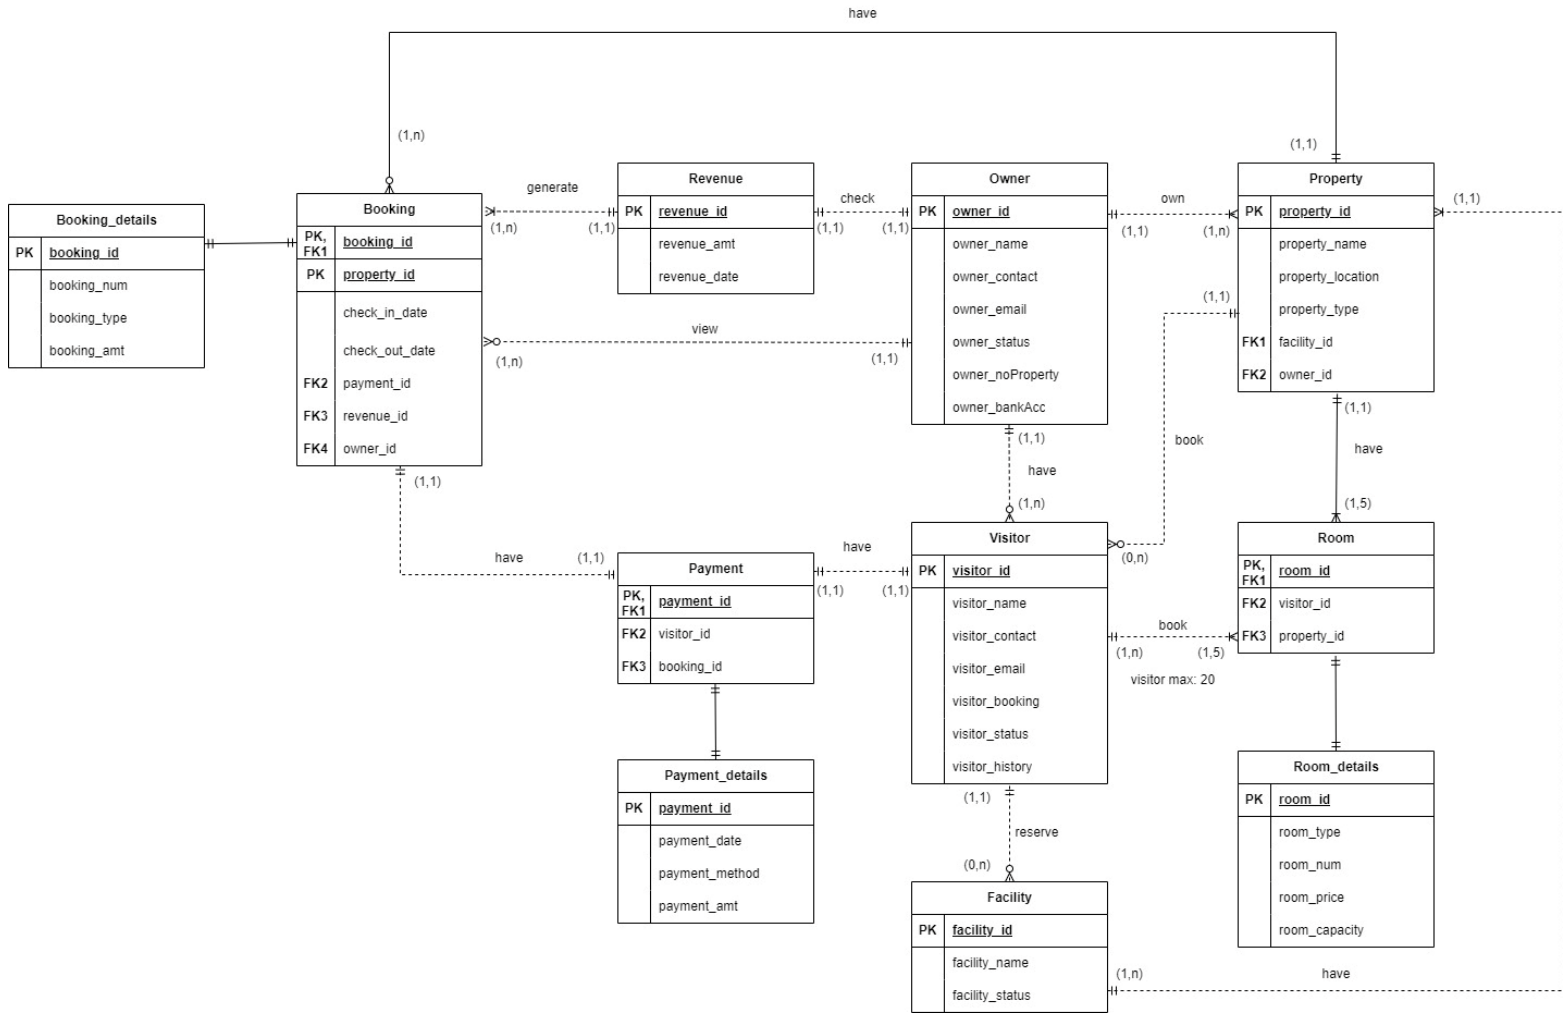 have
(1,n)
(1,1)
Booking_details
PK booking_id
booking_num
booking_type
booking_amt
Booking
PK, FK1 booking_id
PK property_id
check_in_date
check_out_date
FK2 payment_id
FK3 revenue_id
FK4 owner_id
generate
(1,n)
(1,1)
Revenue
PK revenue_id
revenue_amt
revenue_date
check
(1,1)
(1,1)
view
(1,n)
(1,1)
Owner
PK owner_id
owner_name
owner_contact
owner_email
owner_status
owner_noProperty
owner_bankAcc
own
(1,1)
(1,n)
Property
PK property_id
property_name
property_location
property_type
FK1 facility_id
FK2 owner_id
(1,1)
(1,1)
book
(0,n)
(1,1)
have
(1,n)
(1,1)
have
(1,5)
(1,1)
have
(1,1)
Payment
PK, FK1 payment_id
FK2 visitor_id
FK3 booking_id
have
(1,1)
(1,1)
Visitor
PK visitor_id
visitor_name
visitor_contact
visitor_email
visitor_booking
visitor_status
visitor_history
book
(1,n)
(1,5)
visitor max: 20
Room
PK, FK1 room_id
FK2 visitor_id
FK3 property_id
Payment_details
PK payment_id
payment_date
payment_method
payment_amt
(1,1)
reserve
(0,n)
Room_details
PK room_id
room_type
room_num
room_price
room_capacity
Facility
PK facility_id
facility_name
facility_status
(1,n)
have